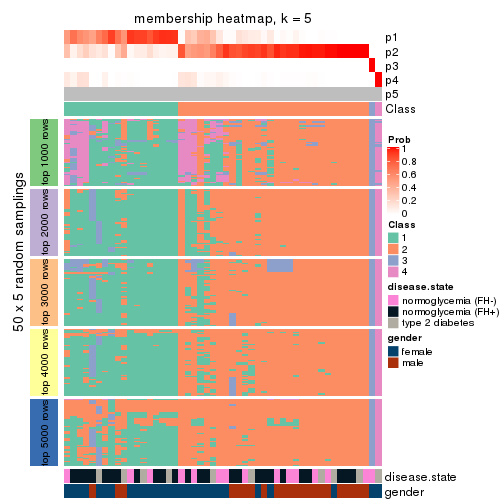 membership heatmap, k = 5
p1
p2
p3
p4
p5
Class
50 x 5 random samplings
top 1000 rows
top 2000 rows
top 3000 rows
top 4000 rows
top 5000 rows
disease.state
gender
Prob
1
0.8
0.6
0.4
0.2
0
Class
1
2
3
4
disease.state
normoglycemia (FH-)
normoglycemia (FH+)
type 2 diabetes
gender
female
male